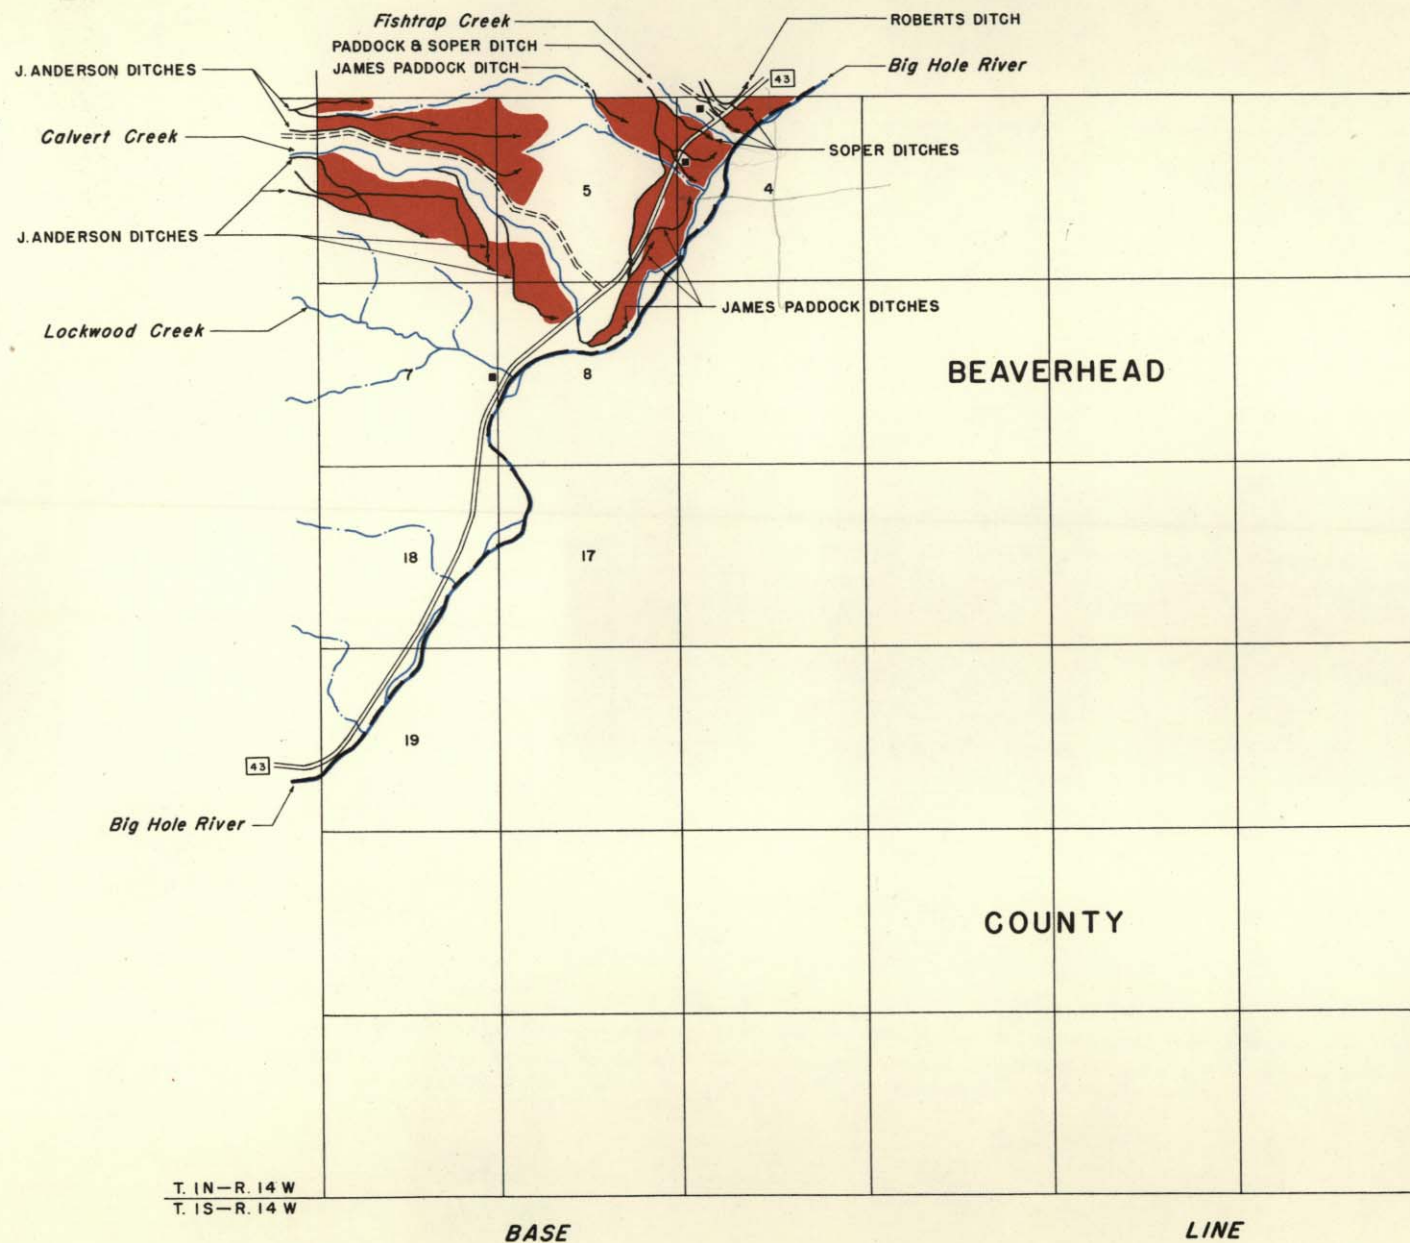 Fishtrap Creek
ROBERTS DITCH
PADDOCK & SOPER DITCH
J. ANDERSON DITCHES
JAMES PADDOCK DITCH
Big Hole River
43
Calvert Creek
SOPER DITCHES
5
4
J. ANDERSON DITCHES
JAMES PADDOCK DITCHES
Lockwood Creek
7
8
BEAVERHEAD
18
17
19
43
Big Hole River
COUNTY
T. 1N—R. 14 W
T. 1S—R. 14 W
BASE LINE